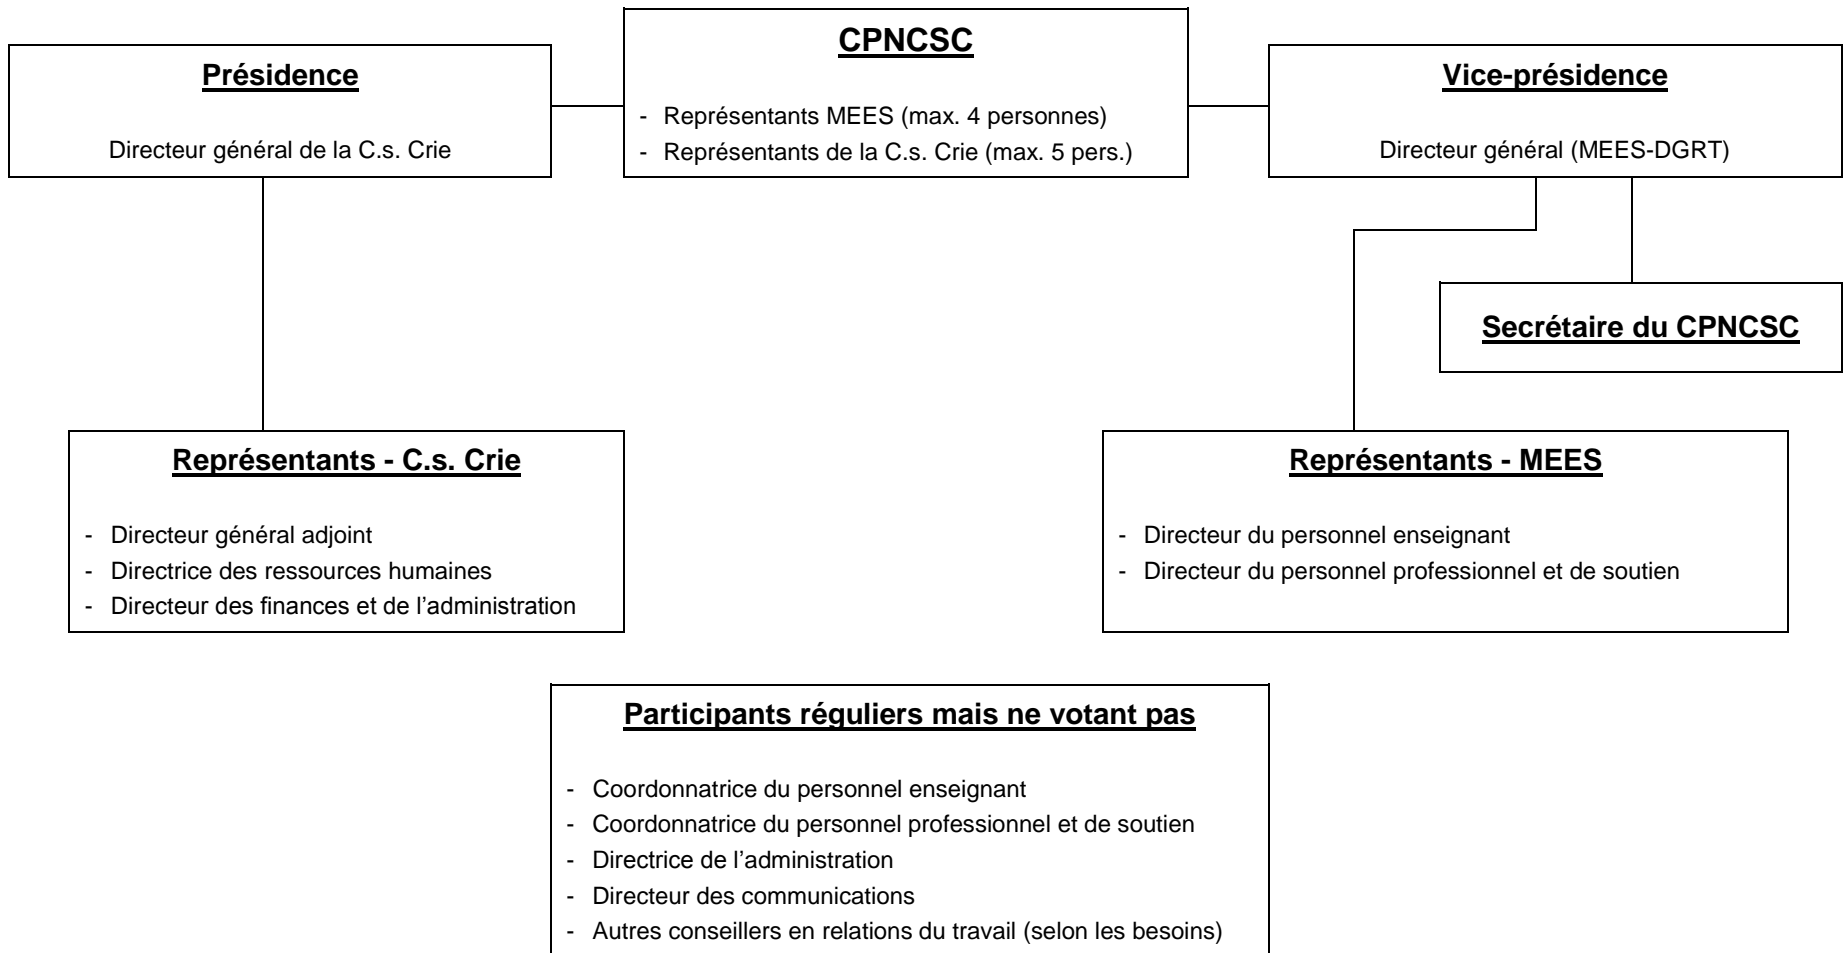 CPNCSC
- Représentants MEES (max. 4 personnes)
- Représentants de la C.s. Crie (max. 5 pers.)
Présidence
Directeur général de la C.s. Crie
Vice-présidence
Directeur général (MEES-DGRT)
Secrétaire du CPNCSC
Représentants - C.s. Crie
- Directeur général adjoint
- Directrice des ressources humaines
- Directeur des finances et de l’administration
Représentants - MEES
- Directeur du personnel enseignant
- Directeur du personnel professionnel et de soutien
Participants réguliers mais ne votant pas
- Coordonnatrice du personnel enseignant
- Coordonnatrice du personnel professionnel et de soutien
- Directrice de l’administration
- Directeur des communications
- Autres conseillers en relations du travail (selon les besoins)